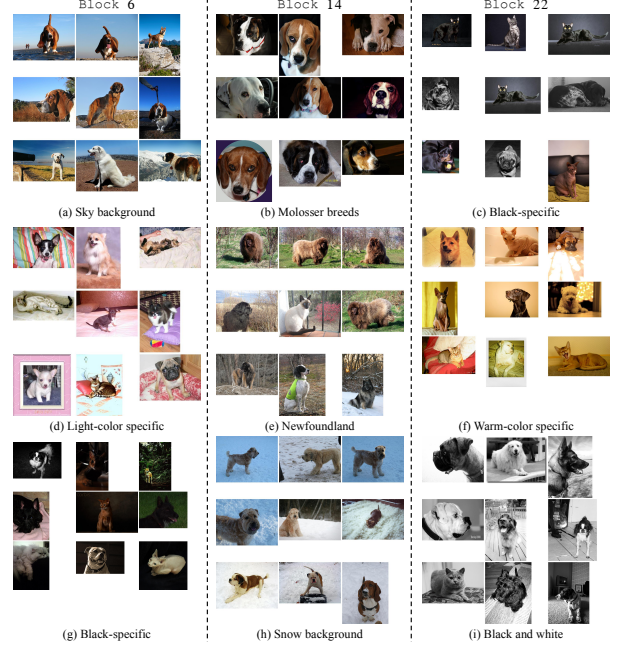 Block 6
Block 14
Block 22
(a) Sky background
(b) Molosser breeds
(c) Black-specific
(d) Light-color specific
(e) Newfoundland
(f) Warm-color specific
(g) Black-specific
(h) Snow background
(i) Black and white